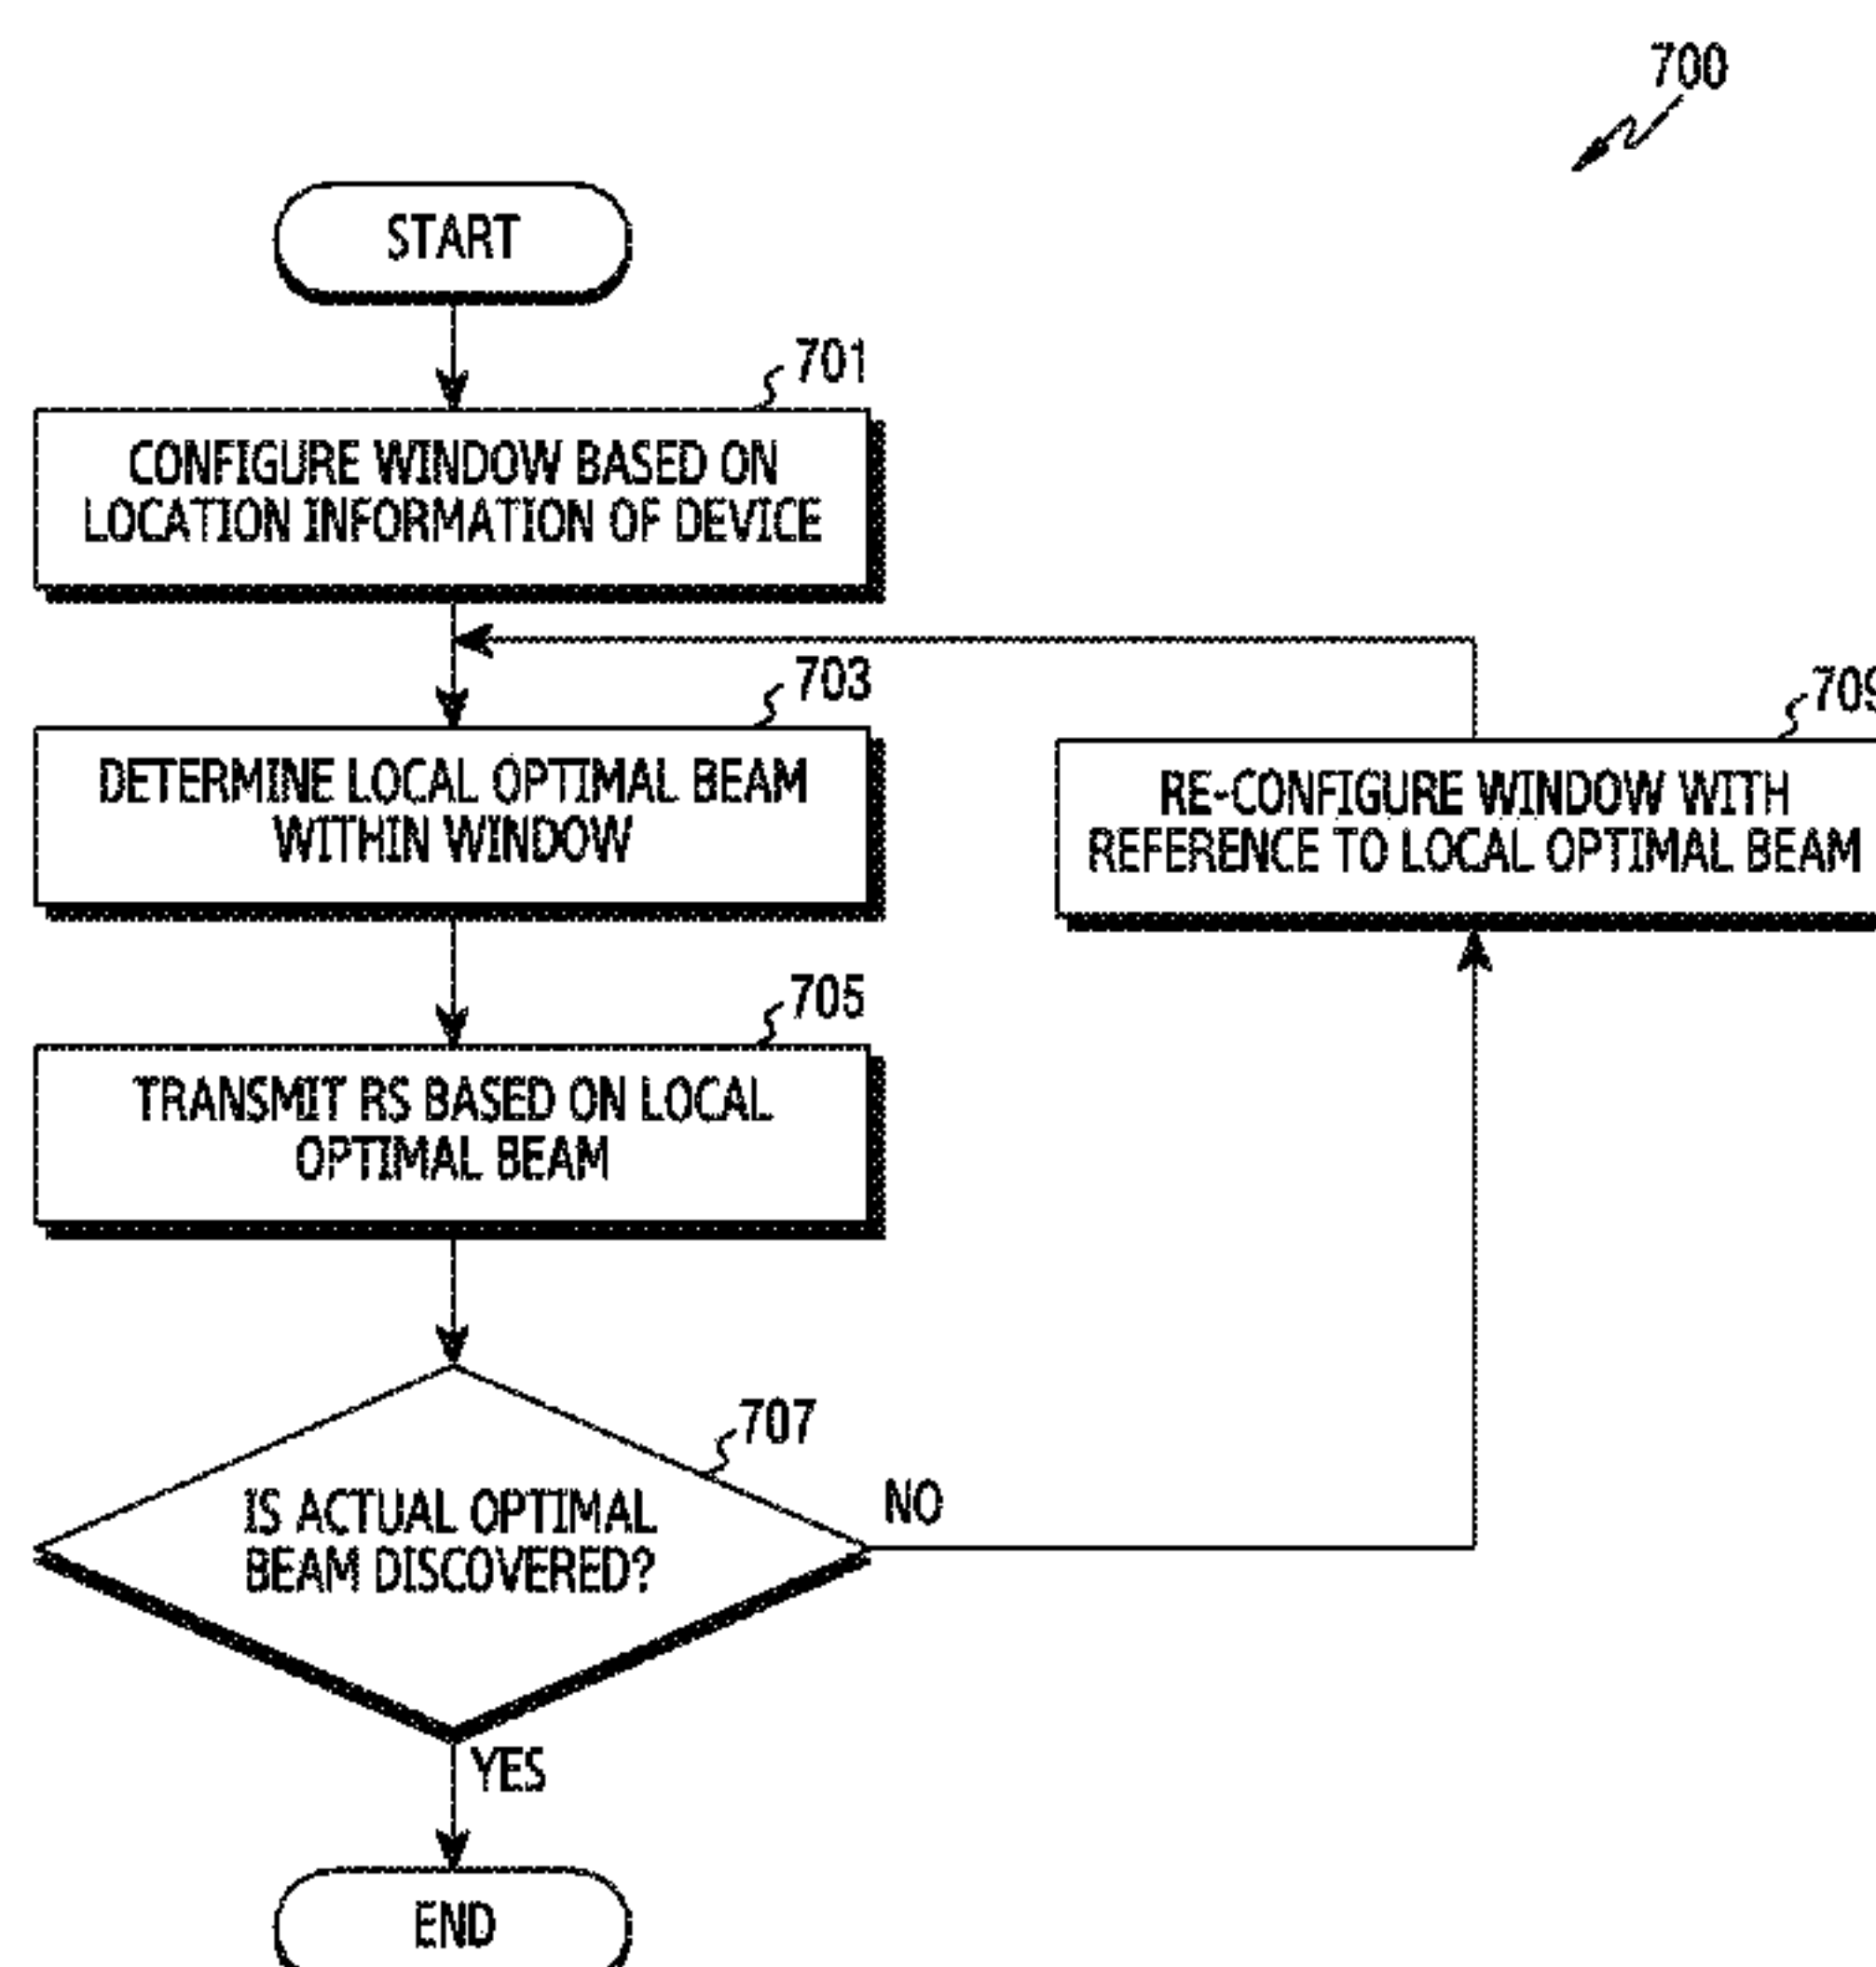 700
START
701
CONFIGURE WINDOW BASED ON
LOCATION INFORMATION OF DEVICE
703
DETERMINE LOCAL OPTIMAL BEAM
WITHIN WINDOW
709
RE-CONFIGURE WINDOW WITH
REFERENCE TO LOCAL OPTIMAL BEAM
705
TRANSMIT RS BASED ON LOCAL
OPTIMAL BEAM
707
IS ACTUAL OPTIMAL
BEAM DISCOVERED?
NO
YES
END